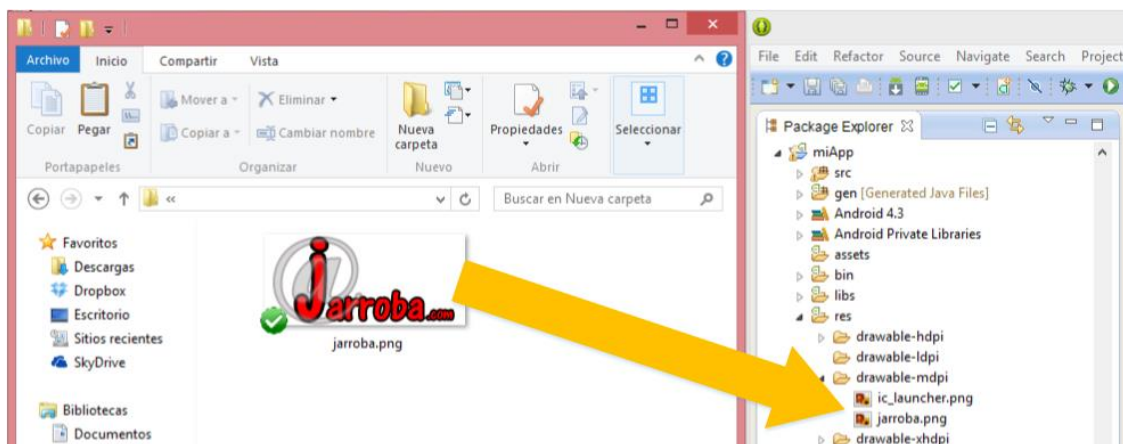 Archivo Inicio Compartir Vista
Copiar Pegar
Mover a
Copiar a
Eliminar
Cambiar nombre
Nueva
carpeta
Propiedades
Seleccionar
Portapapeles Organizar Nuevo Abrir
« Buscar en Nueva carpeta
Favoritos
Descargas
Dropbox
Escritorio
Sitios recientes
SkyDrive
Bibliotecas
Documentos
Jarroba.com
jarroba.png
File Edit Refactor Source Navigate Search Project
Package Explorer
miApp
src
gen [Generated Java Files]
Android 4.3
Android Private Libraries
assets
bin
libs
res
drawable-hdpi
drawable-ldpi
drawable-mdpi
ic_launcher.png
jarroba.png
drawable-xhdpi